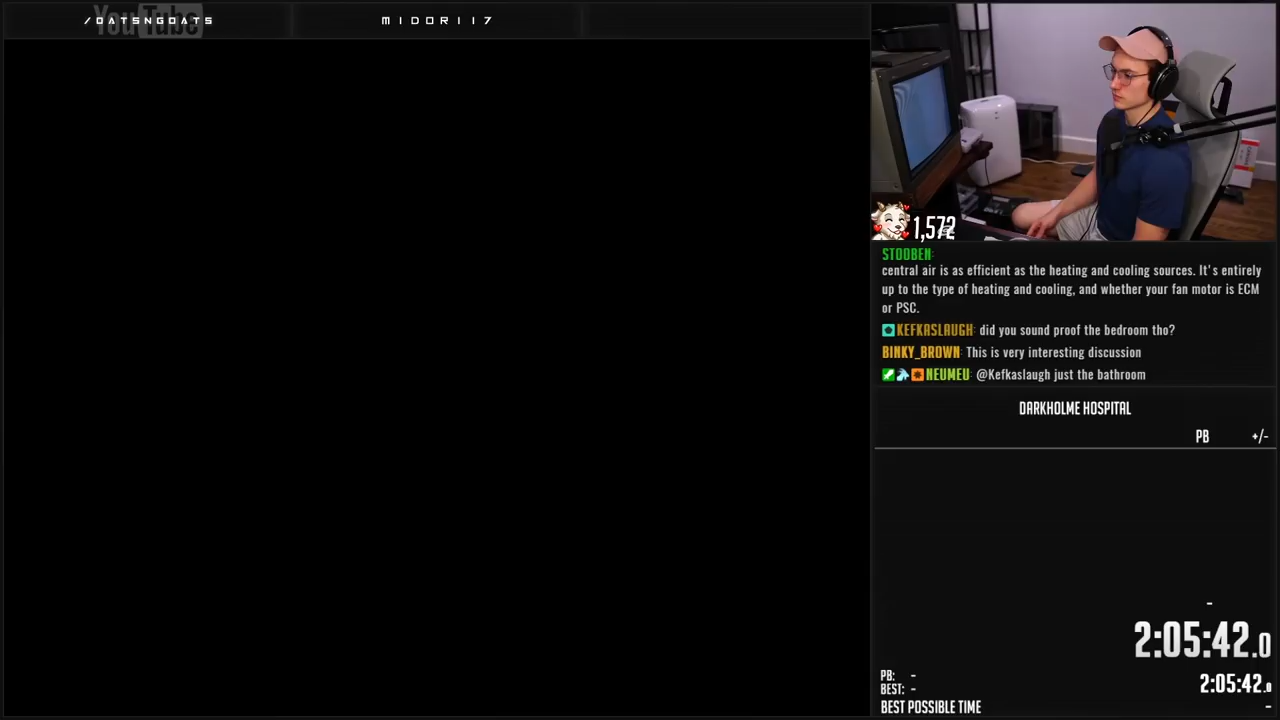 YouTube
/OATSNGOATS
MIDORII7
1,572
STOOBEN:
central air is as efficient as the heating and cooling sources. It's entirely
up to the type of heating and cooling, and whether your fan motor is ECM
or PSC.
KEFKASLAUGH: did you sound proof the bedroom tho?
BINKY_BROWN: This is very interesting discussion
NEUMEU: @Kefkaslaugh just the bathroom
DARKHOLME HOSPITAL
PB +/-
-
2:05:42.0
PB: -
2:05:42.0
BEST: -
BEST POSSIBLE TIME -